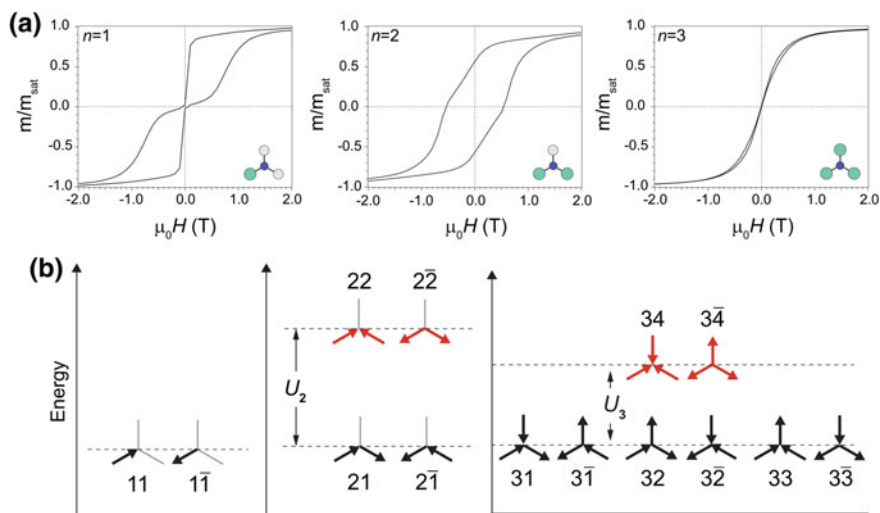 (a)
n=1
n=2
n=3
m/m_sat
1.0
0.5
0.0
-0.5
-1.0
-2.0 -1.0 0.0 1.0 2.0
μ₀H (T)
m/m_sat
1.0
0.5
0.0
-0.5
-1.0
-2.0 -1.0 0.0 1.0 2.0
μ₀H (T)
m/m_sat
1.0
0.5
0.0
-0.5
-1.0
-2.0 -1.0 0.0 1.0 2.0
μ₀H (T)
(b)
Energy
11 11̅
22 22̅
U₂
21 21̅
34 34̅
U₃
31 31̅ 32 32̅ 33 33̅